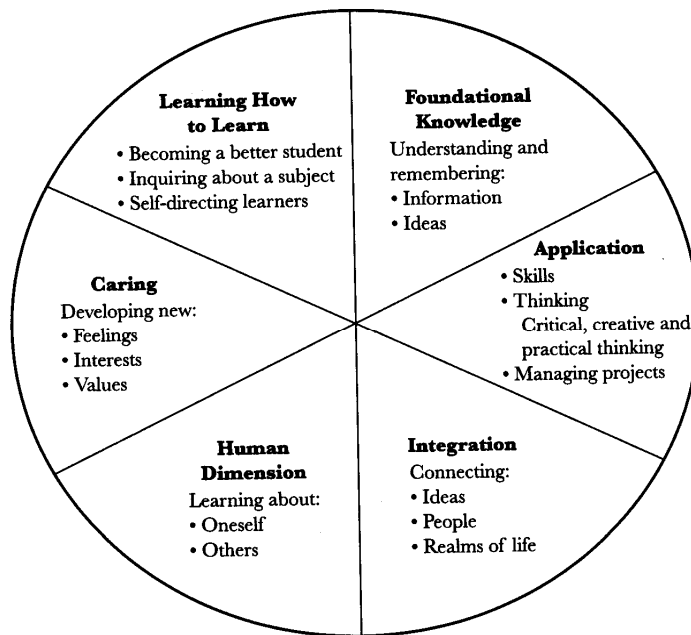 Learning How
to Learn
• Becoming a better student
• Inquiring about a subject
• Self-directing learners
Foundational
Knowledge
Understanding and
remembering:
• Information
• Ideas
Application
• Skills
• Thinking
Critical, creative and
practical thinking
• Managing projects
Integration
Connecting:
• Ideas
• People
• Realms of life
Human
Dimension
Learning about:
• Oneself
• Others
Caring
Developing new:
• Feelings
• Interests
• Values